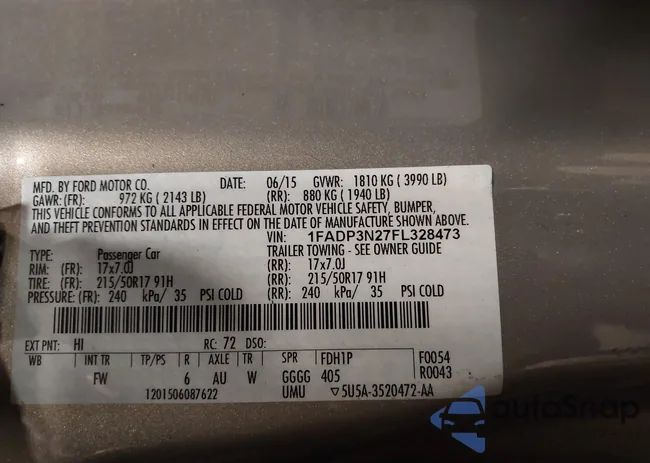 MFD. BY FORD MOTOR CO. DATE: 06/15 GVWR: 1810 KG ( 3990 LB)
GAWR: (FR): 972 KG ( 2143 LB) (RR): 880 KG ( 1940 LB)
THIS VEHICLE CONFORMS TO ALL APPLICABLE FEDERAL MOTOR VEHICLE SAFETY, BUMPER,
AND THEFT PREVENTION STANDARDS IN EFFECT ON THE DATE OF MANUFACTURE SHOWN ABOVE.
VIN: 1FADP3N27FL328473
TYPE: Passenger Car TRAILER TOWING - SEE OWNER GUIDE
RIM: (FR): 17x7.0J (RR): 17x7.0J
TIRE: (FR): 215/50R17 91H (RR): 215/50R17 91H
PRESSURE: (FR): 240 kPa/ 35 PSI COLD (RR): 240 kPa/ 35 PSI COLD
EXT PNT: HI RC: 72 DSO:
WB INT TR TP/PS R AXLE TR SPR FDH1P F0054
FW 6 AU W GGGG 405 R0043
1201506087622 UMU ▽5U5A-3520472-AA
autoSnap